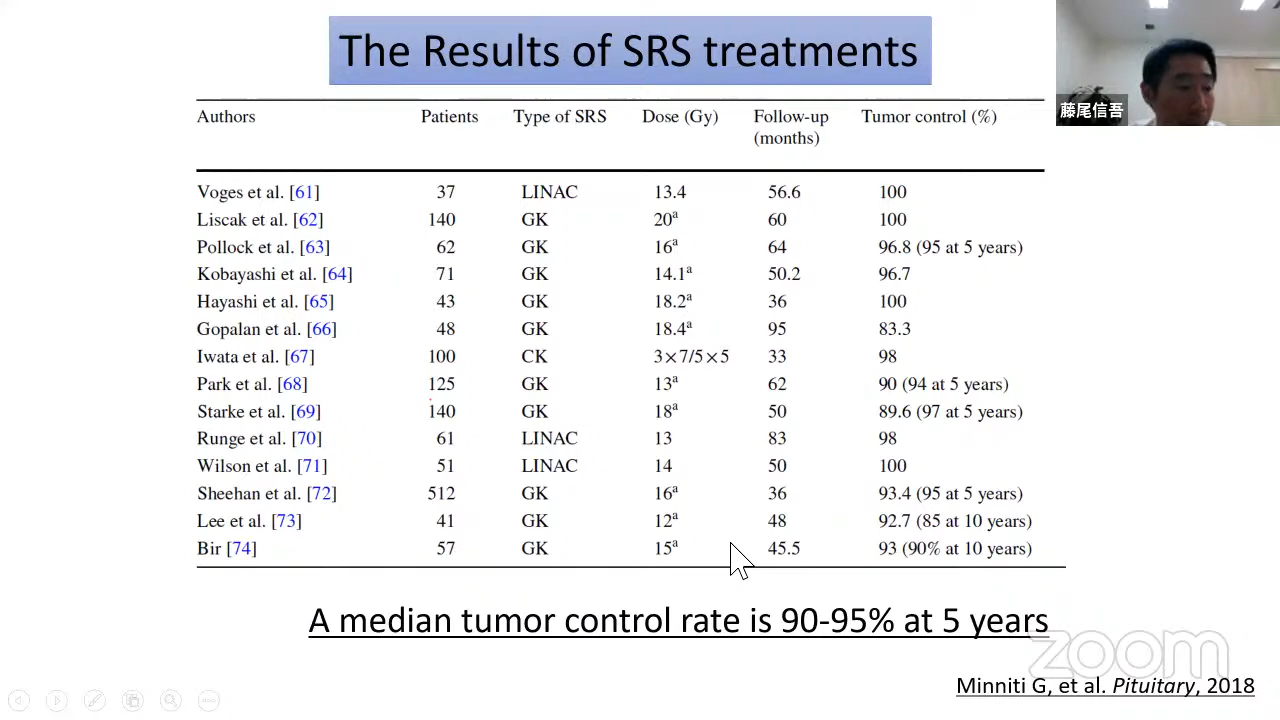 The Results of SRS treatments
藤尾信吾
Authors Patients Type of SRS Dose (Gy) Follow-up (months) Tumor control (%)
Voges et al. [61] 37 LINAC 13.4 56.6 100
Liscak et al. [62] 140 GK 20a 60 100
Pollock et al. [63] 62 GK 16a 64 96.8 (95 at 5 years)
Kobayashi et al. [64] 71 GK 14.1a 50.2 96.7
Hayashi et al. [65] 43 GK 18.2a 36 100
Gopalan et al. [66] 48 GK 18.4a 95 83.3
Iwata et al. [67] 100 CK 3×7/5×5 33 98
Park et al. [68] 125 GK 13a 62 90 (94 at 5 years)
Starke et al. [69] 140 GK 18a 50 89.6 (97 at 5 years)
Runge et al. [70] 61 LINAC 13 83 98
Wilson et al. [71] 51 LINAC 14 50 100
Sheehan et al. [72] 512 GK 16a 36 93.4 (95 at 5 years)
Lee et al. [73] 41 GK 12a 48 92.7 (85 at 10 years)
Bir [74] 57 GK 15a 45.5 93 (90% at 10 years)
A median tumor control rate is 90-95% at 5 years
zoom
Minniti G, et al. Pituitary, 2018